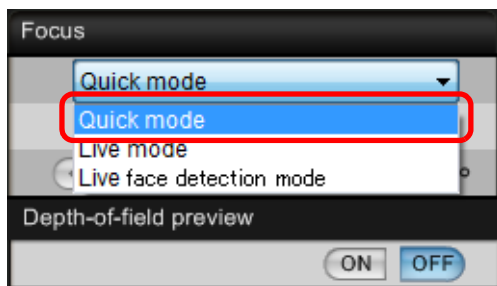 Focus
Quick mode
Quick mode
Live mode
Live face detection mode
Depth-of-field preview
ON OFF